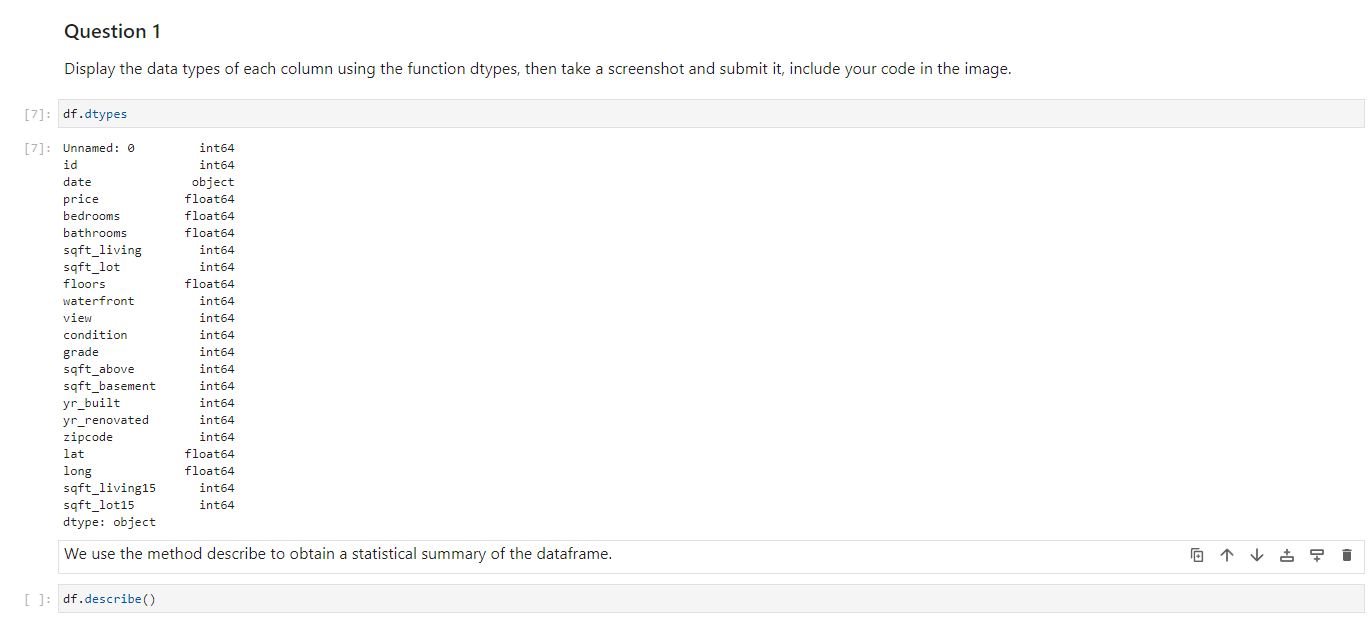 Question 1
Display the data types of each column using the function dtypes, then take a screenshot and submit it, include your code in the image.
[7]: df.dtypes
[7]: Unnamed: 0 int64
id int64
date object
price float64
bedrooms float64
bathrooms float64
sqft_living int64
sqft_lot int64
floors float64
waterfront int64
view int64
condition int64
grade int64
sqft_above int64
sqft_basement int64
yr_built int64
yr_renovated int64
zipcode int64
lat float64
long float64
sqft_living15 int64
sqft_lot15 int64
dtype: object
We use the method describe to obtain a statistical summary of the dataframe.
[ ]: df.describe()